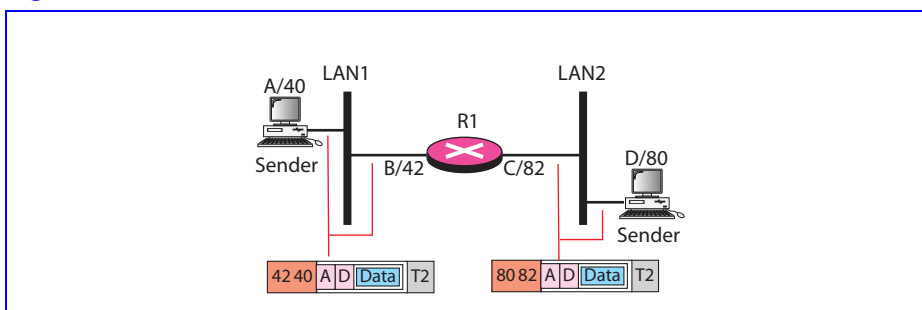 LAN1
LAN2
A/40
R1
D/80
Sender
B/42
C/82
Sender
42 40 A D Data T2
80 82 A D Data T2